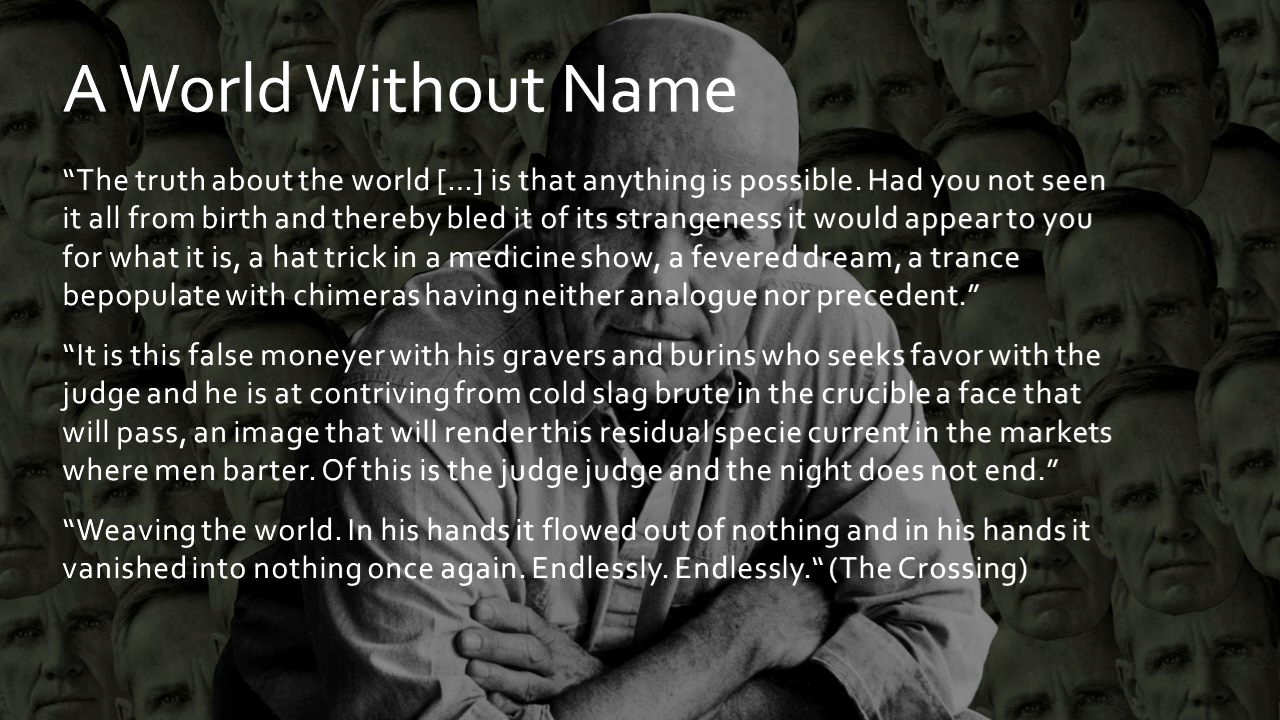 A World Without Name
“The truth about the world […] is that anything is possible. Had you not seen
it all from birth and thereby bled it of its strangeness it would appear to you
for what it is, a hat trick in a medicine show, a fevered dream, a trance
bepopulate with chimeras having neither analogue nor precedent.”
“It is this false moneyer with his gravers and burins who seeks favor with the
judge and he is at contriving from cold slag brute in the crucible a face that
will pass, an image that will render this residual specie current in the markets
where men barter. Of this is the judge judge and the night does not end.”
“Weaving the world. In his hands it flowed out of nothing and in his hands it
vanished into nothing once again. Endlessly. Endlessly.“ (The Crossing)